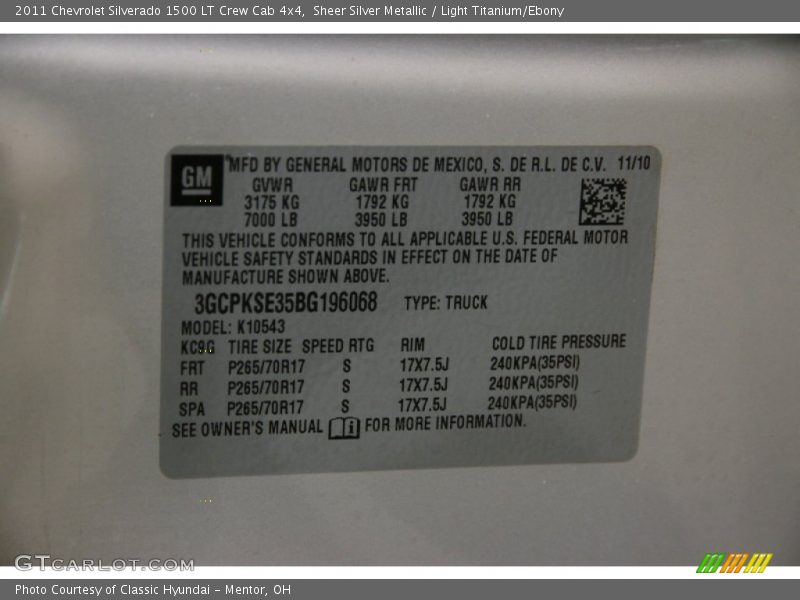 2011 Chevrolet Silverado 1500 LT Crew Cab 4x4, Sheer Silver Metallic / Light Titanium/Ebony
GM MFD BY GENERAL MOTORS DE MEXICO, S. DE R.L. DE C.V. 11/10
GVWR GAWR FRT GAWR RR
3175 KG 1792 KG 1792 KG
7000 LB 3950 LB 3950 LB
THIS VEHICLE CONFORMS TO ALL APPLICABLE U.S. FEDERAL MOTOR
VEHICLE SAFETY STANDARDS IN EFFECT ON THE DATE OF
MANUFACTURE SHOWN ABOVE.
3GCPKSE35BG196068 TYPE: TRUCK
MODEL: K10543
KC9G TIRE SIZE SPEED RTG RIM COLD TIRE PRESSURE
FRT P265/70R17 S 17X7.5J 240KPA(35PSI)
RR P265/70R17 S 17X7.5J 240KPA(35PSI)
SPA P265/70R17 S 17X7.5J 240KPA(35PSI)
SEE OWNER'S MANUAL i FOR MORE INFORMATION.
GTCARLOT.COM
Photo Courtesy of Classic Hyundai - Mentor, OH